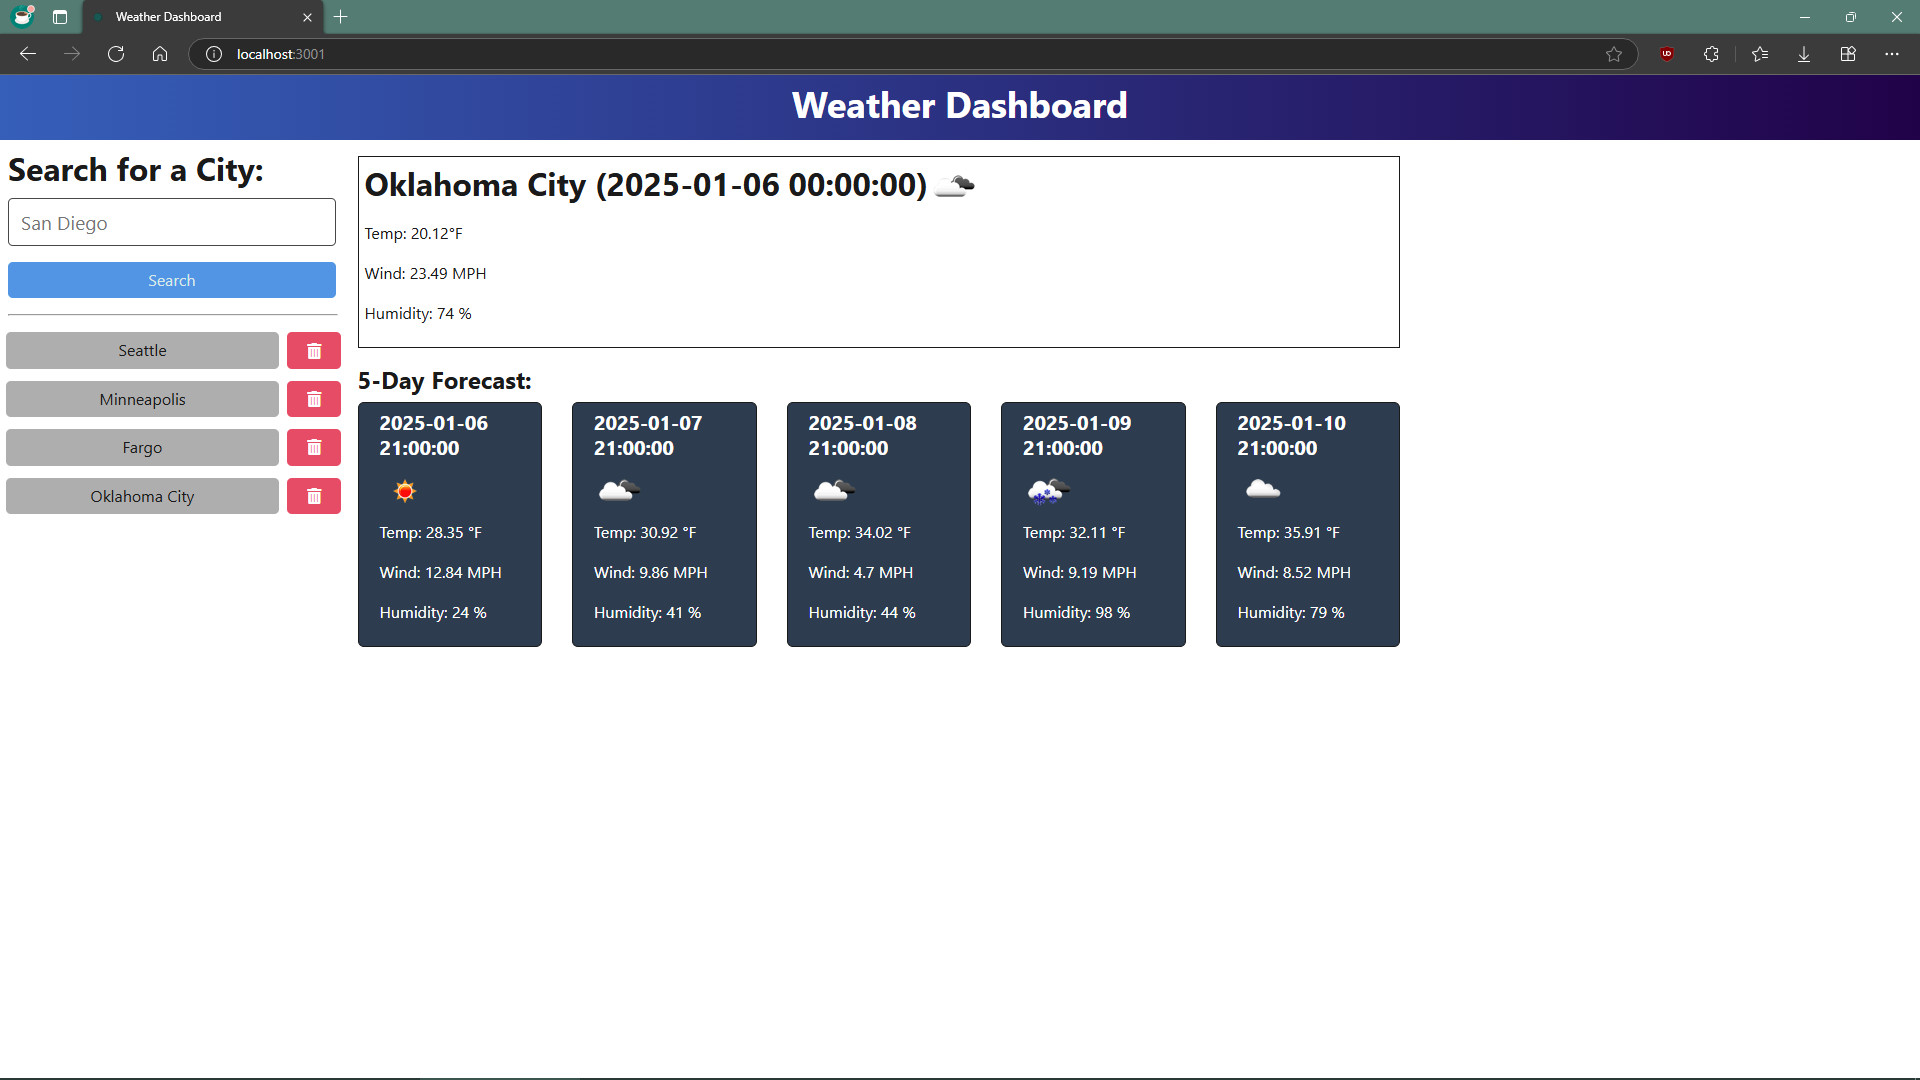 Weather Dashboard
localhost:3001
Weather Dashboard
Search for a City:
San Diego
Search
Seattle
Minneapolis
Fargo
Oklahoma City
Oklahoma City (2025-01-06 00:00:00)
Temp: 20.12°F
Wind: 23.49 MPH
Humidity: 74 %
5-Day Forecast:
2025-01-06
21:00:00
Temp: 28.35 °F
Wind: 12.84 MPH
Humidity: 24 %
2025-01-07
21:00:00
Temp: 30.92 °F
Wind: 9.86 MPH
Humidity: 41 %
2025-01-08
21:00:00
Temp: 34.02 °F
Wind: 4.7 MPH
Humidity: 44 %
2025-01-09
21:00:00
Temp: 32.11 °F
Wind: 9.19 MPH
Humidity: 98 %
2025-01-10
21:00:00
Temp: 35.91 °F
Wind: 8.52 MPH
Humidity: 79 %